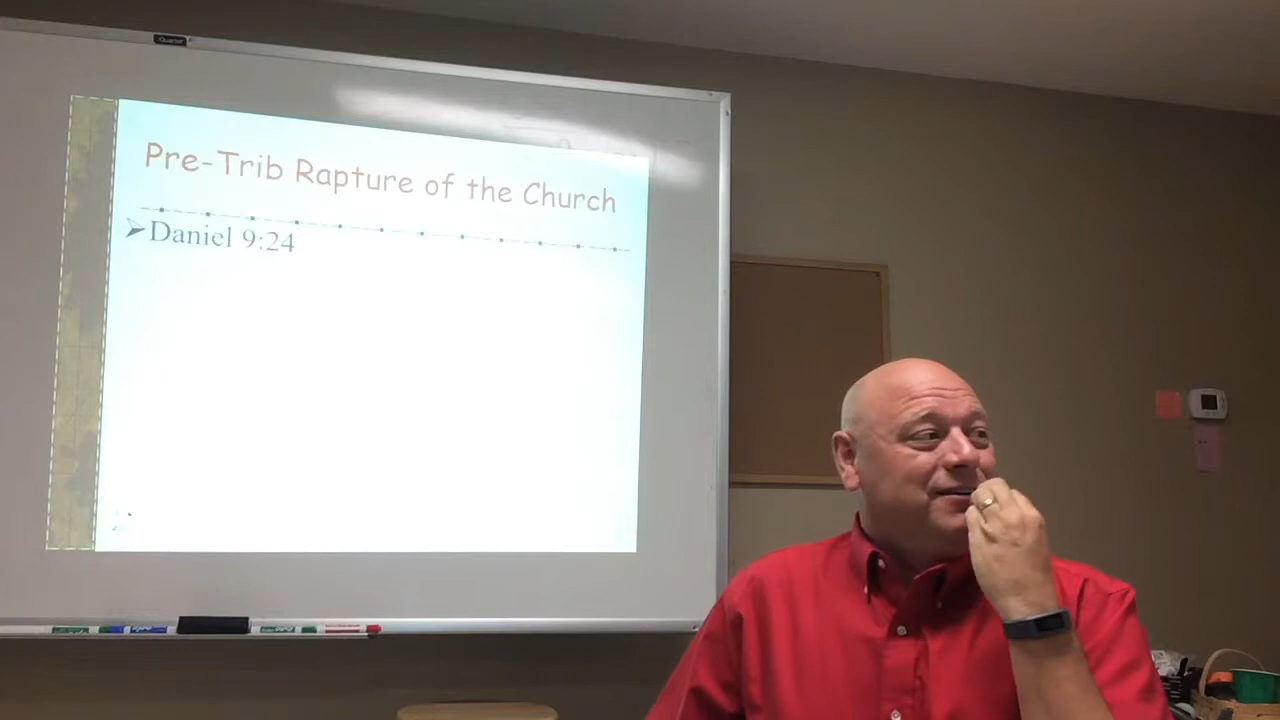 Pre-Trib Rapture of the Church
➢Daniel 9:24